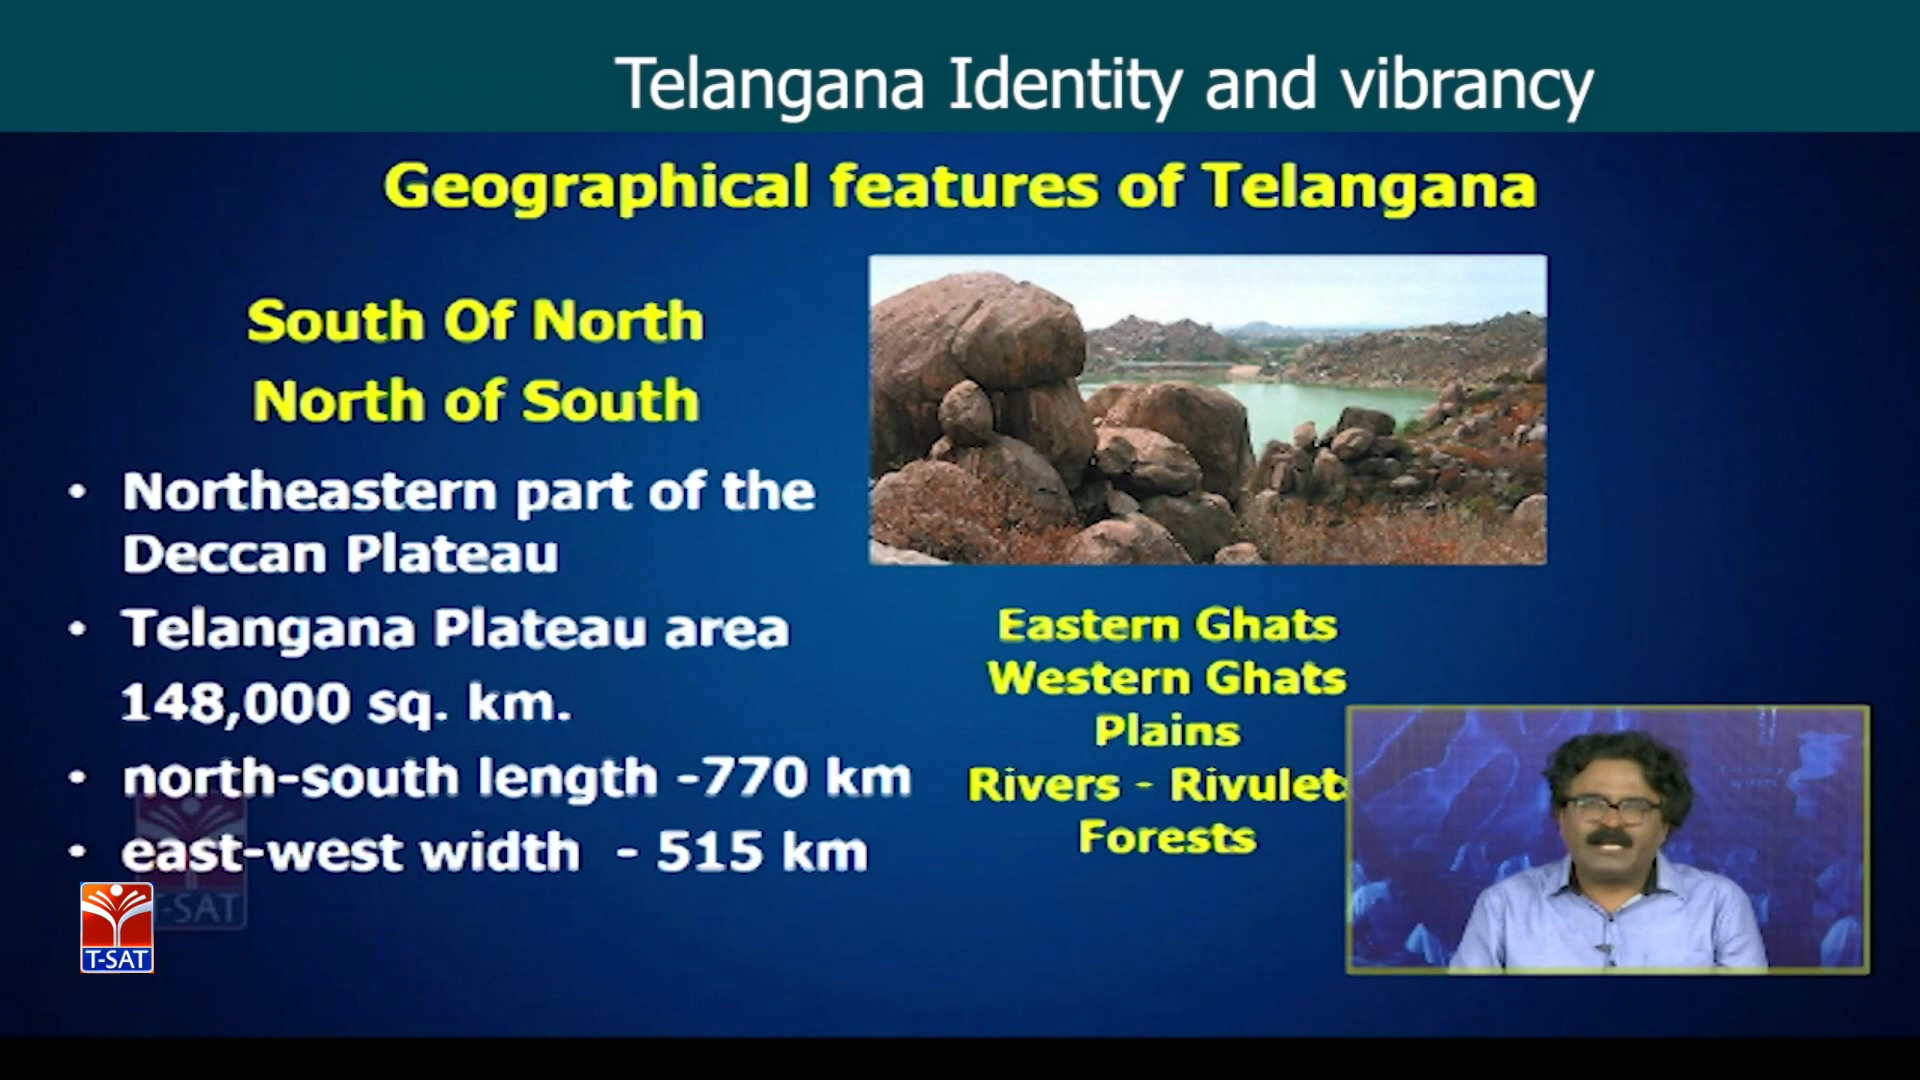 Telangana Identity and vibrancy
Geographical features of Telangana
South Of North
North of South
• Northeastern part of the
Deccan Plateau
• Telangana Plateau area
148,000 sq. km.
• north-south length -770 km
• east-west width - 515 km
Eastern Ghats
Western Ghats
Plains
Rivers - Rivulets
Forests
T-SAT
T-SAT